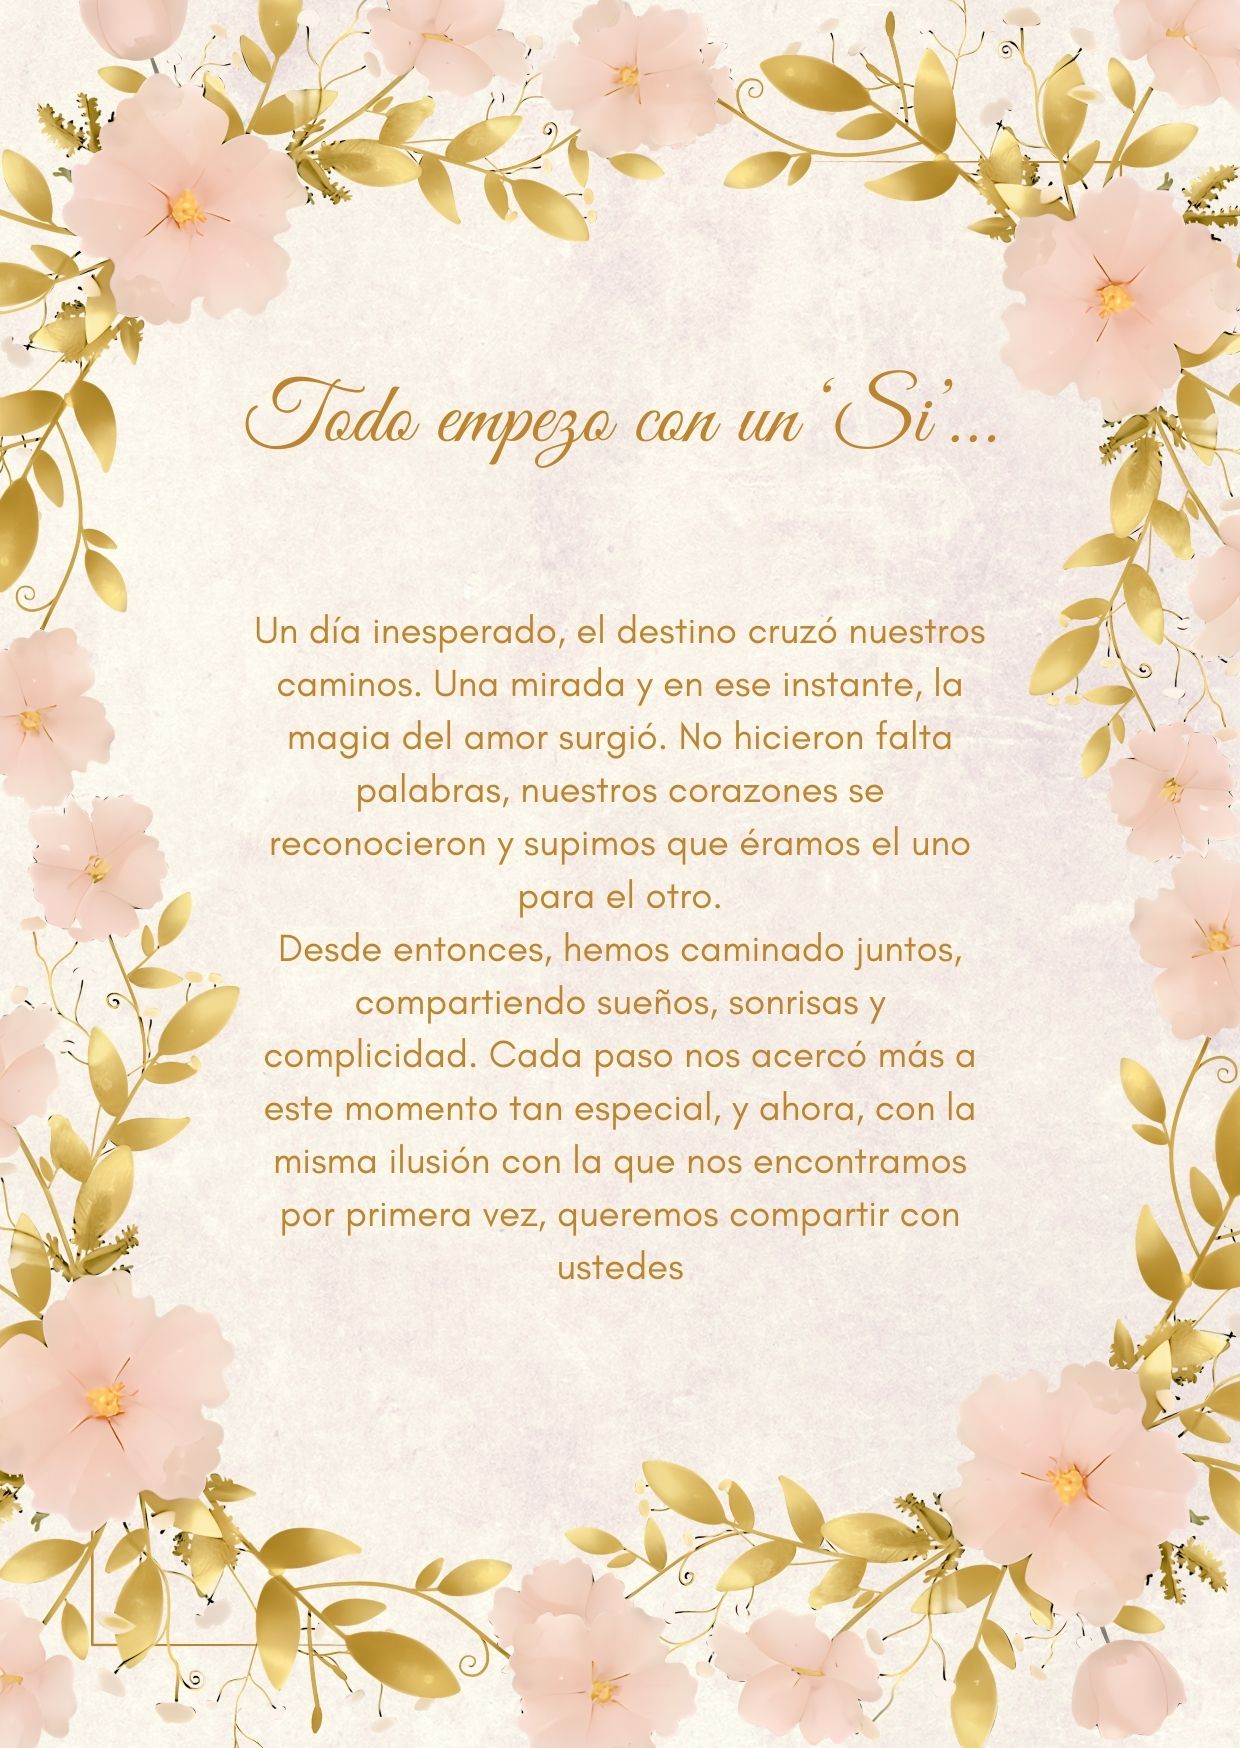 Todo empezo con un ‘Si’...
Un día inesperado, el destino cruzó nuestros
caminos. Una mirada y en ese instante, la
magia del amor surgió. No hicieron falta
palabras, nuestros corazones se
reconocieron y supimos que éramos el uno
para el otro.
Desde entonces, hemos caminado juntos,
compartiendo sueños, sonrisas y
complicidad. Cada paso nos acercó más a
este momento tan especial, y ahora, con la
misma ilusión con la que nos encontramos
por primera vez, queremos compartir con
ustedes